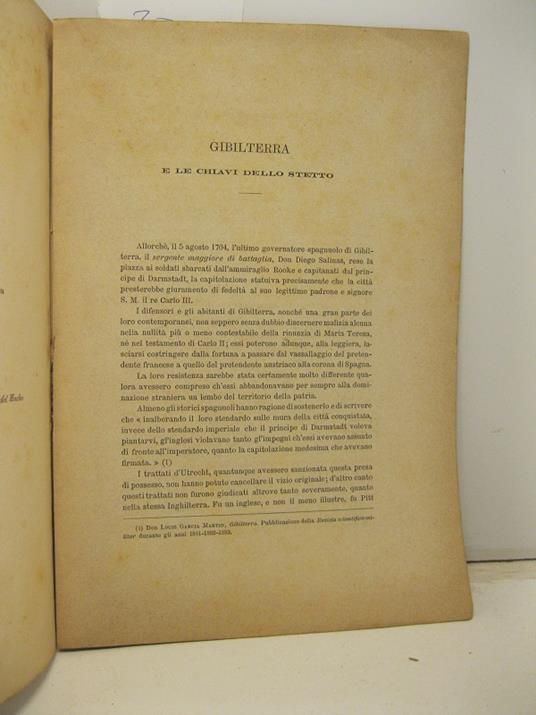 GIBILTERRA
E LE CHIAVI DELLO STETTO
Allorchè, il 5 agosto 1704, l'ultimo governatore spagnuolo di Gibil-
terra, il sergente maggiore di battaglia, Don Diego Salinas, rese la
piazza ai soldati sbarcati dall'ammiraglio Rooke e capitanati dal prin-
cipe di Darmstadt, la capitolazione statuiva precisamente che la città
presterebbe giuramento di fedeltà al suo legittimo padrone e signore
S. M. il re Carlo III.
I difensori e gli abitanti di Gibilterra, nonché una gran parte dei
loro contemporanei, non seppero senza dubbio discernere malizia alcuna
nella nullità più o meno contestabile della rinuzia di Maria Teresa,
né nel testamento di Carlo II; essi poterono adunque, alla leggiera, la-
sciarsi costringere dalla fortuna a passare dal vassallaggio del pretendente
francese a quello del pretendente austriaco alla corona di Spagna.
La loro resistenza sarebbe stata certamente molto differente qua-
lora avessero compreso ch'essi abbandonavano per sempre alla domi-
nazione straniera un lembo del territorio della patria.
Almeno gli storici spagnuoli hanno ragione di sostenerlo e di scrivere
che « inalberando il loro stendardo sulle mura della città conquistata,
invece dello stendardo imperiale che il principe di Darmstadt voleva
piantarvi, gl'inglesi violavano tanto gl'impegni ch'essi avevano assunto
di fronte all'imperatore, quanto la capitolazione medesima che avevano
firmata. » (1)
I trattati d'Utrecht, quantunque avessero sanzionata questa presa
di possesso, non hanno potuto cancellare il vizio originale; d'altro canto
questi trattati non furono giudicati altrove tanto severamente, quanto
nella stessa Inghilterra. Fu un inglese, e non il meno illustre, fu Pitt
(1) Don Louis Garcia Martin, Gibilterra. Pubblicazione della Revista scientifico-mi-
litar durante gli anni 1881-1882-1883.
del Hacho